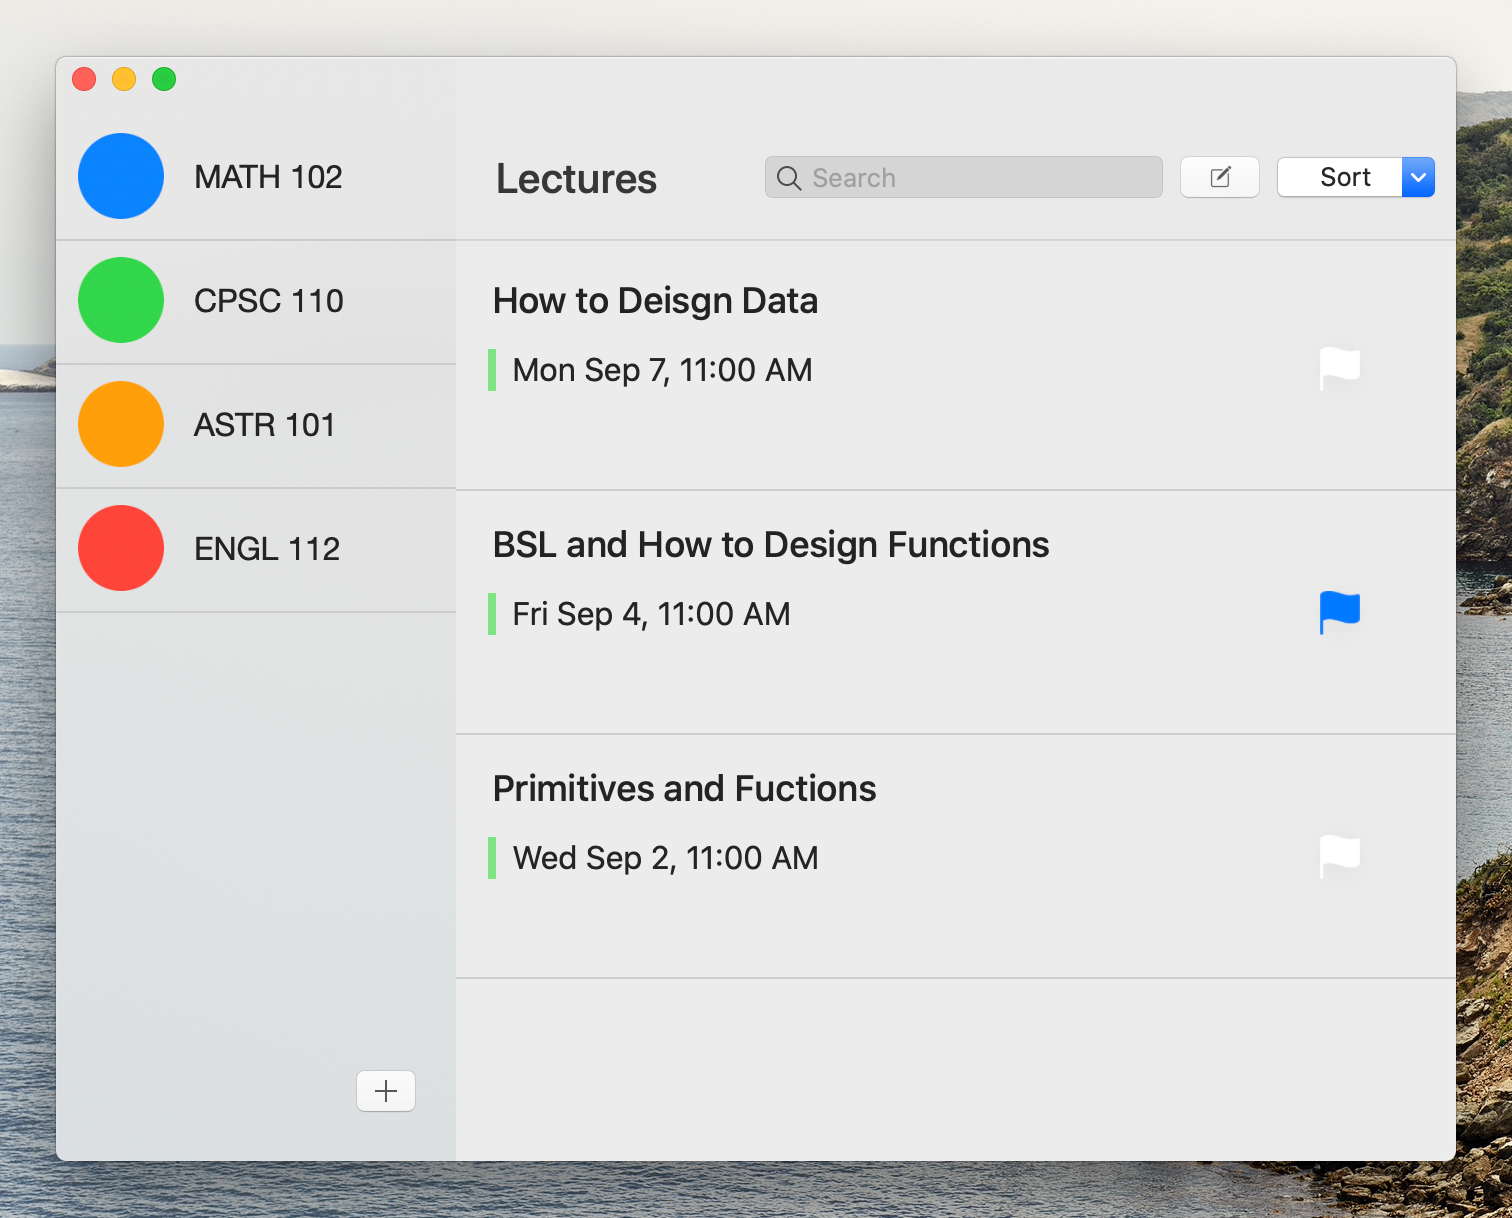 MATH 102
CPSC 110
ASTR 101
ENGL 112
Lectures
Search
Sort
How to Deisgn Data
Mon Sep 7, 11:00 AM
BSL and How to Design Functions
Fri Sep 4, 11:00 AM
Primitives and Fuctions
Wed Sep 2, 11:00 AM